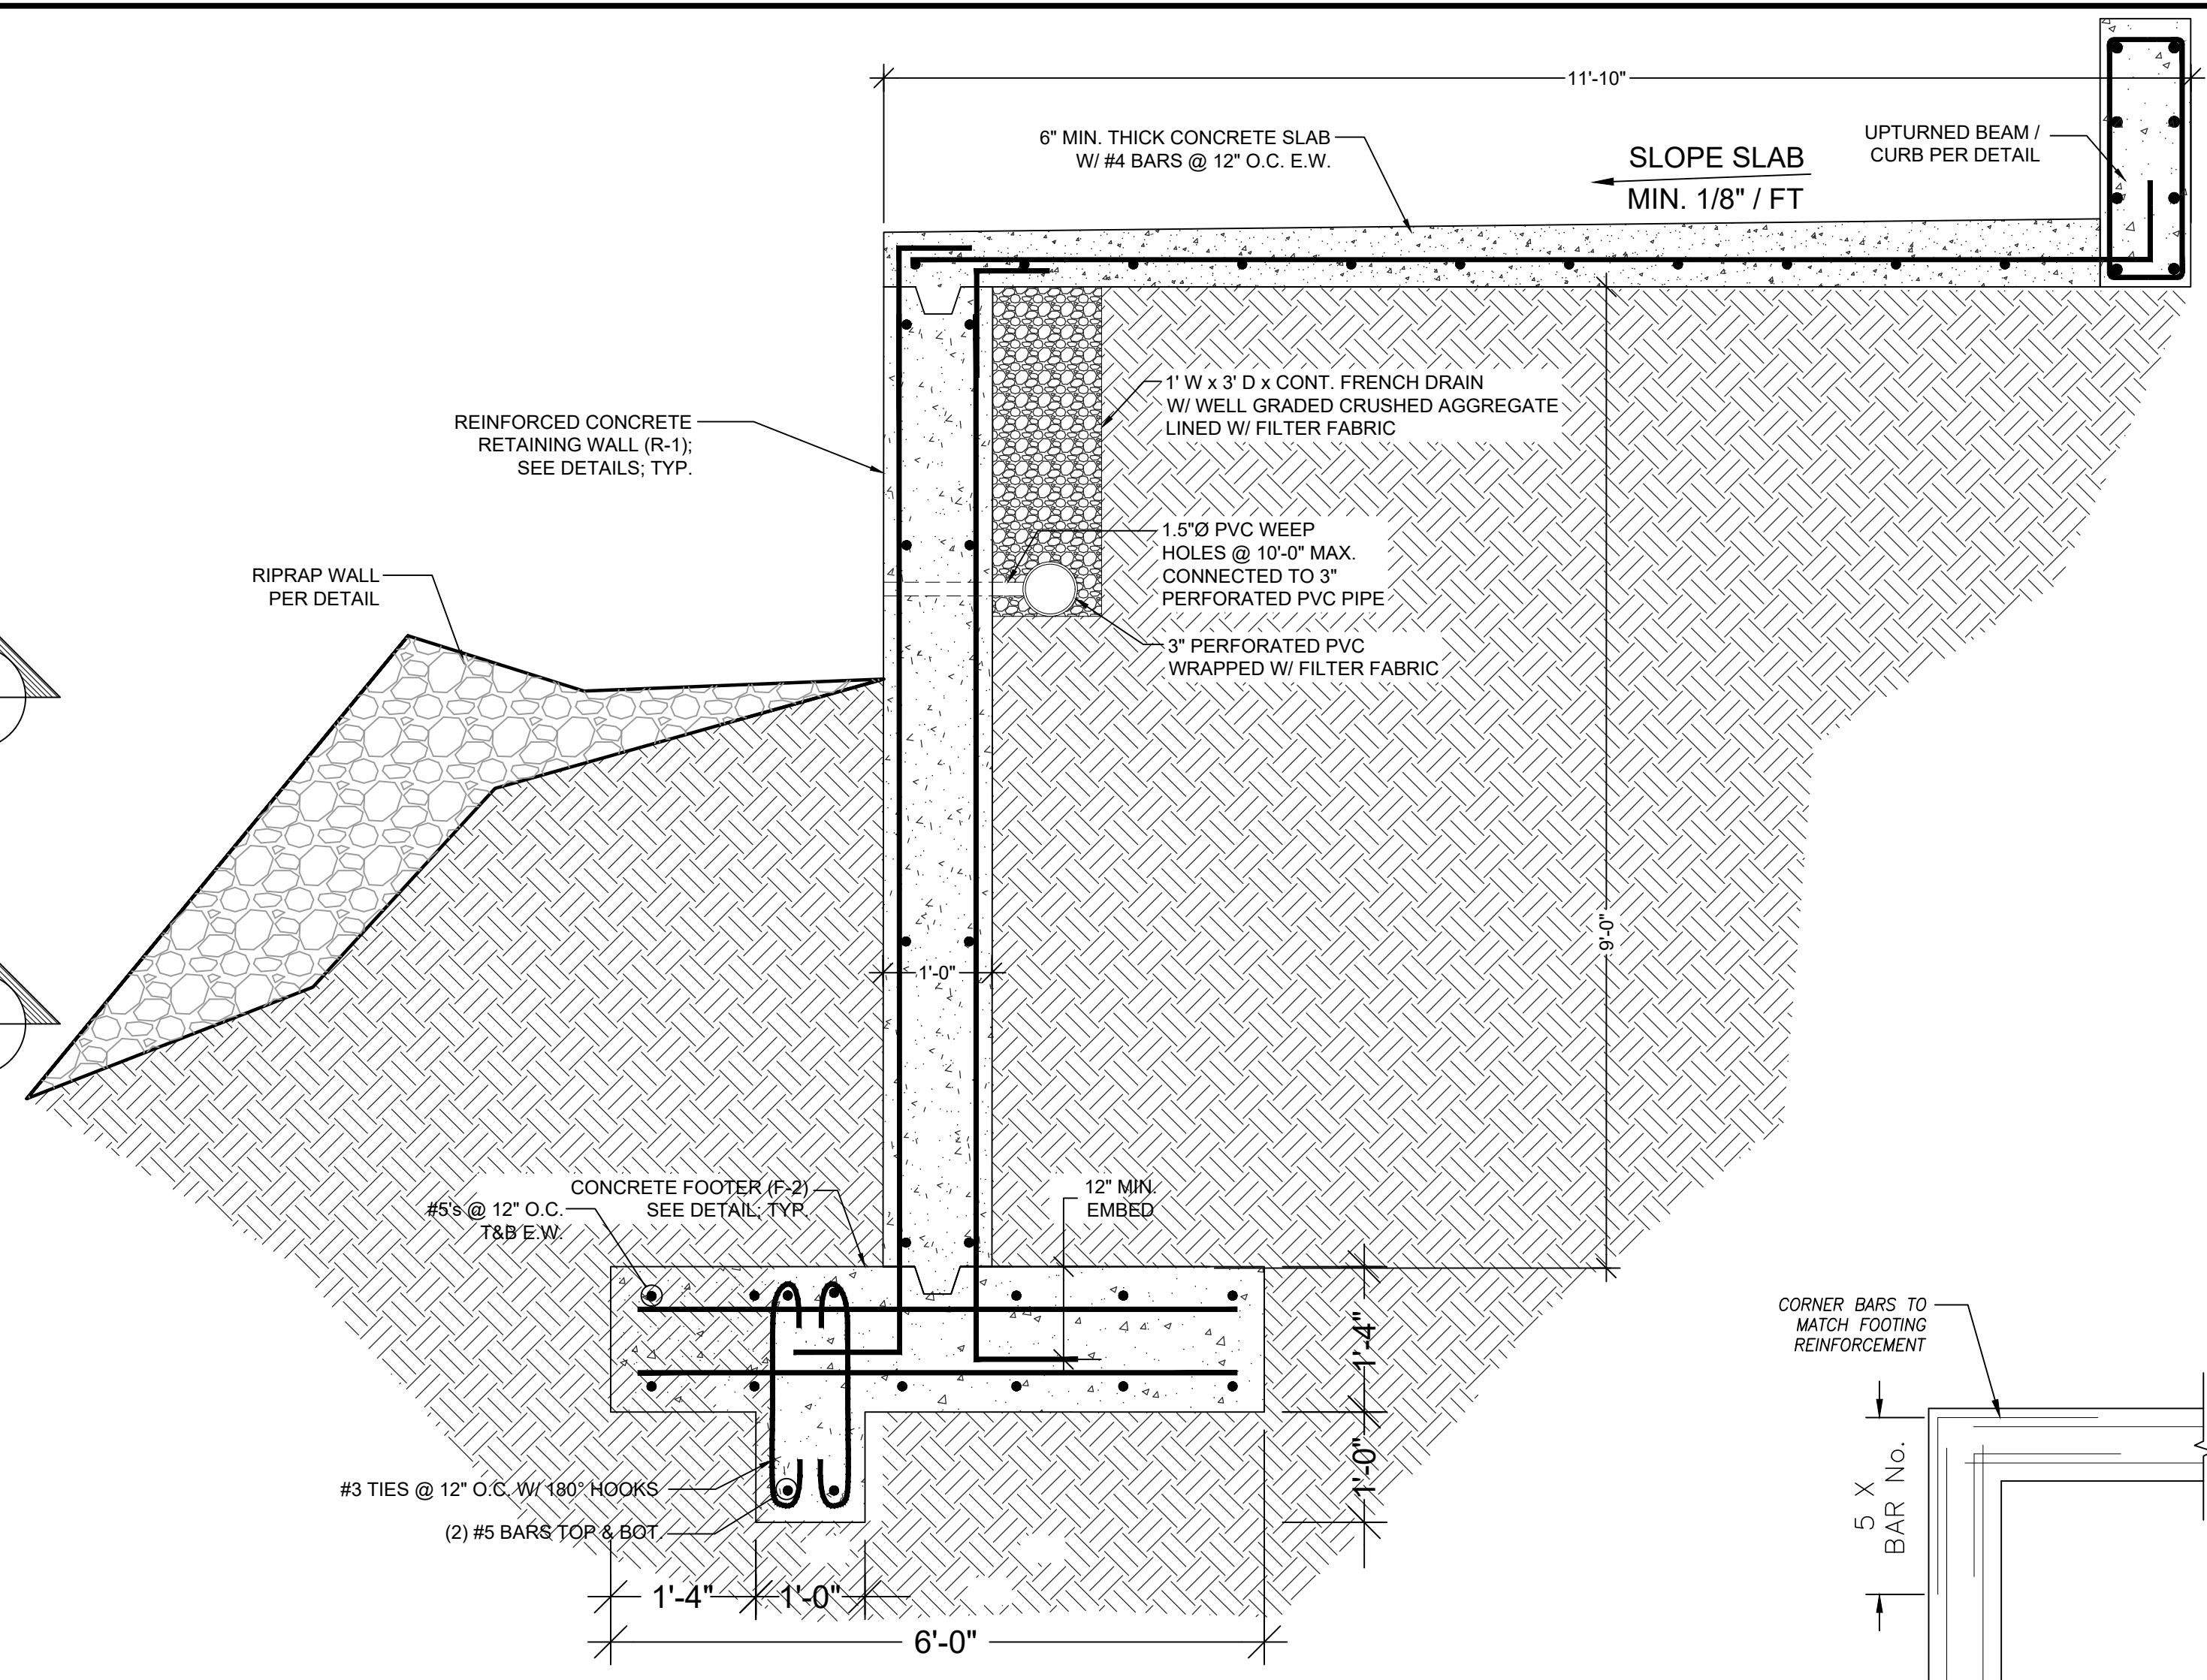 11'-10"
6" MIN. THICK CONCRETE SLAB
W/ #4 BARS @ 12" O.C. E.W.
SLOPE SLAB
MIN. 1/8" / FT
UPTURNED BEAM /
CURB PER DETAIL
1' W x 3' D x CONT. FRENCH DRAIN
W/ WELL GRADED CRUSHED AGGREGATE
LINED W/ FILTER FABRIC
REINFORCED CONCRETE
RETAINING WALL (R-1);
SEE DETAILS; TYP.
1.5"Ø PVC WEEP
HOLES @ 10'-0" MAX.
CONNECTED TO 3"
PERFORATED PVC PIPE
RIPRAP WALL
PER DETAIL
3" PERFORATED PVC
WRAPPED W/ FILTER FABRIC
9'-0"
1'-0"
CONCRETE FOOTER (F-2)
SEE DETAIL; TYP.
#5's @ 12" O.C.
T&B E.W.
12" MIN.
EMBED
1'-4"
1'-0"
CORNER BARS TO
MATCH FOOTING
REINFORCEMENT
5 X
BAR No.
#3 TIES @ 12" O.C. W/ 180° HOOKS
(2) #5 BARS TOP & BOT.
1'-4"
1'-0"
6'-0"